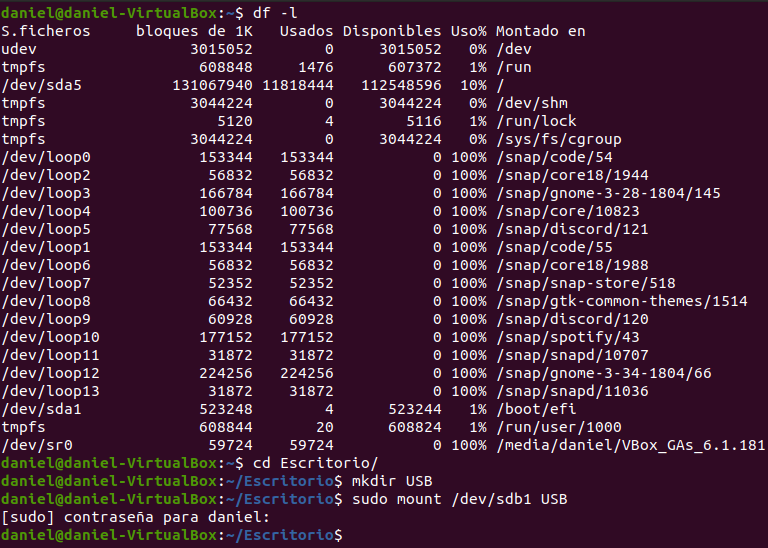 daniel@daniel-VirtualBox:~$ df -l
S.ficheros     bloques de 1K   Usados Disponibles Uso% Montado en
udev                 3015052        0     3015052   0% /dev
tmpfs                 608848     1476      607372   1% /run
/dev/sda5          131067940 11818444   112548596  10% /
tmpfs                3044224        0     3044224   0% /dev/shm
tmpfs                   5120        4        5116   1% /run/lock
tmpfs                3044224        0     3044224   0% /sys/fs/cgroup
/dev/loop0            153344   153344           0 100% /snap/code/54
/dev/loop2             56832    56832           0 100% /snap/core18/1944
/dev/loop3            166784   166784           0 100% /snap/gnome-3-28-1804/145
/dev/loop4            100736   100736           0 100% /snap/core/10823
/dev/loop5             77568    77568           0 100% /snap/discord/121
/dev/loop1            153344   153344           0 100% /snap/code/55
/dev/loop6             56832    56832           0 100% /snap/core18/1988
/dev/loop7             52352    52352           0 100% /snap/snap-store/518
/dev/loop8             66432    66432           0 100% /snap/gtk-common-themes/1514
/dev/loop9             60928    60928           0 100% /snap/discord/120
/dev/loop10           177152   177152           0 100% /snap/spotify/43
/dev/loop11            31872    31872           0 100% /snap/snapd/10707
/dev/loop12           224256   224256           0 100% /snap/gnome-3-34-1804/66
/dev/loop13            31872    31872           0 100% /snap/snapd/11036
/dev/sda1             523248        4      523244   1% /boot/efi
tmpfs                 608844       20      608824   1% /run/user/1000
/dev/sr0               59724    59724           0 100% /media/daniel/VBox_GAs_6.1.181
daniel@daniel-VirtualBox:~$ cd Escritorio/
daniel@daniel-VirtualBox:~/Escritorio$ mkdir USB
daniel@daniel-VirtualBox:~/Escritorio$ sudo mount /dev/sdb1 USB
[sudo] contraseña para daniel:
daniel@daniel-VirtualBox:~/Escritorio$